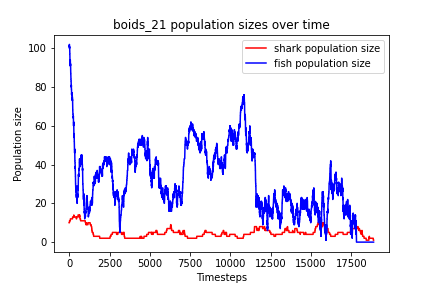 boids_21 population sizes over time
shark population size
fish population size
Population size
100
80
60
40
20
0
0
2500
5000
7500
10000
12500
15000
17500
Timesteps